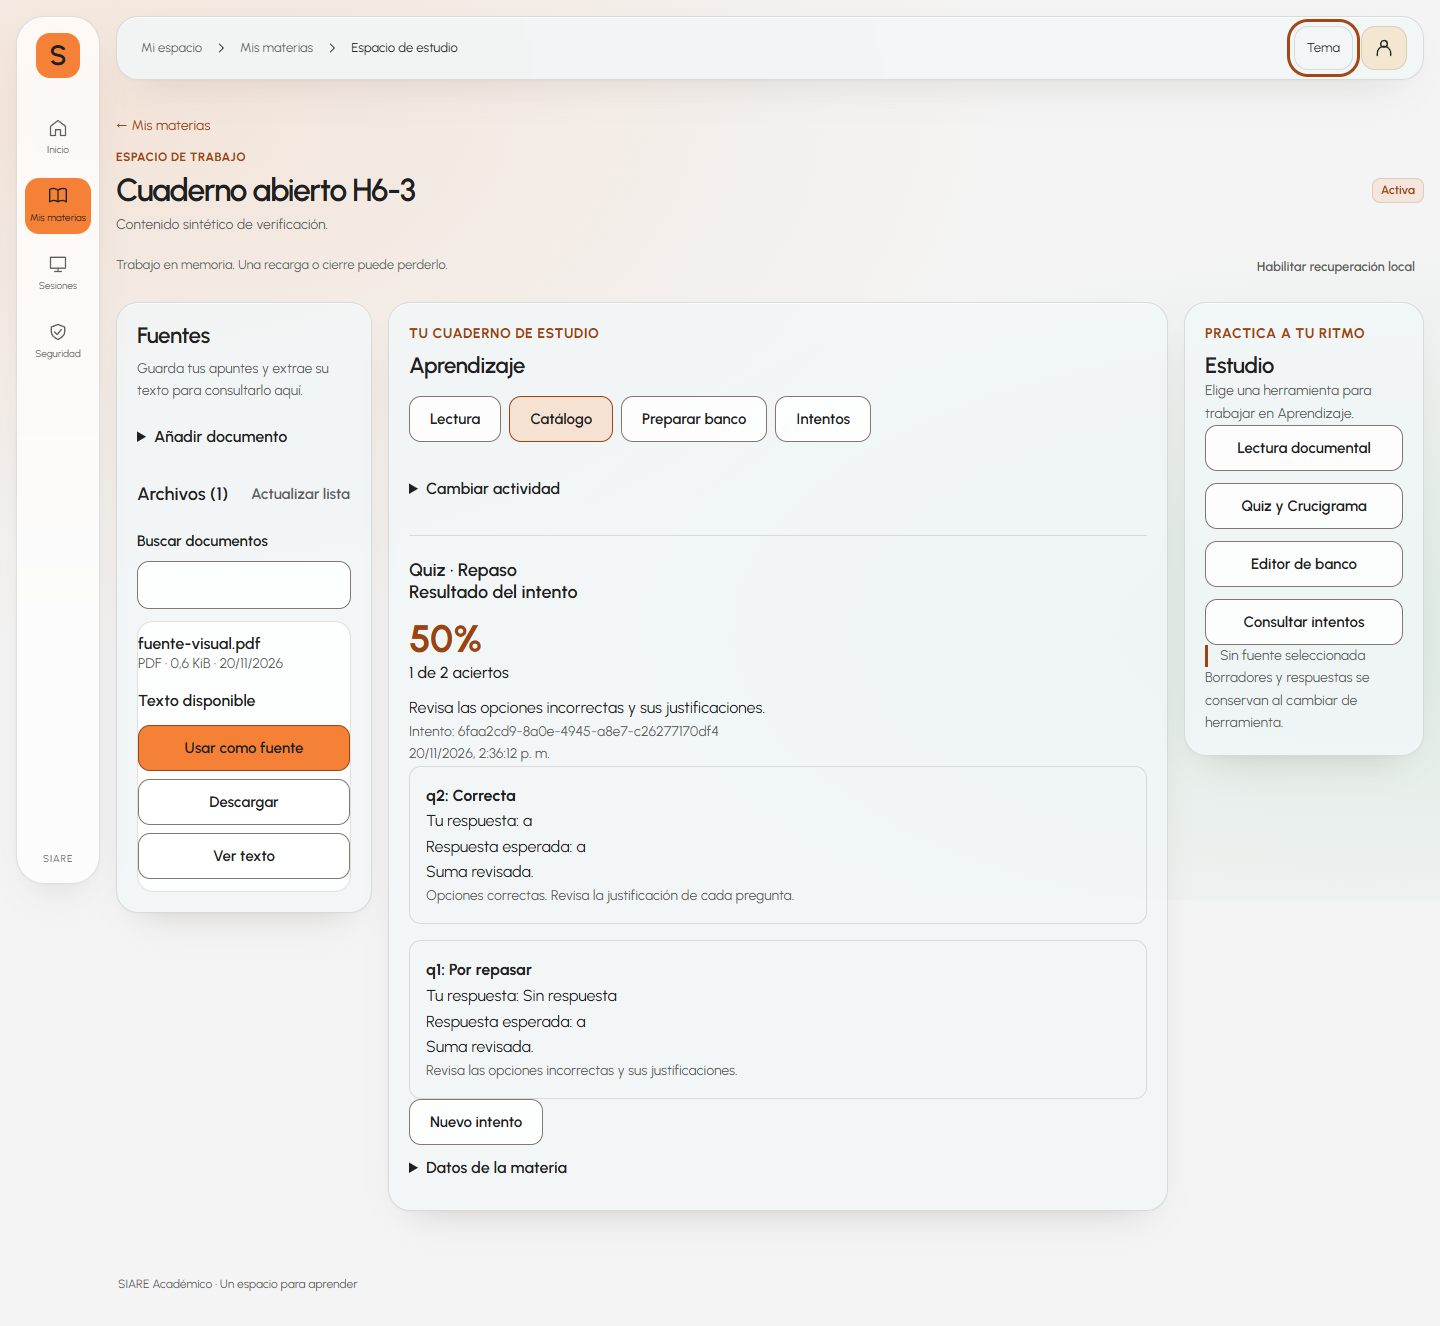 S
Inicio
Mis materias
Sesiones
Seguridad
SIARE
Mi espacio
Mis materias
Espacio de estudio
Tema
← Mis materias
ESPACIO DE TRABAJO
Cuaderno abierto H6-3
Activa
Contenido sintético de verificación.
Trabajo en memoria. Una recarga o cierre puede perderlo.
Habilitar recuperación local
Fuentes
Guarda tus apuntes y extrae su
texto para consultarlo aquí.
Añadir documento
Archivos (1)
Actualizar lista
Buscar documentos
fuente-visual.pdf
PDF · 0,6 KiB · 20/11/2026
Texto disponible
Usar como fuente
Descargar
Ver texto
TU CUADERNO DE ESTUDIO
Aprendizaje
Lectura
Catálogo
Preparar banco
Intentos
Cambiar actividad
Quiz · Repaso
Resultado del intento
50%
1 de 2 aciertos
Revisa las opciones incorrectas y sus justificaciones.
Intento: 6faa2cd9-8a0e-4945-a8e7-c26277170df4
20/11/2026, 2:36:12 p. m.
q2: Correcta
Tu respuesta: a
Respuesta esperada: a
Suma revisada.
Opciones correctas. Revisa la justificación de cada pregunta.
q1: Por repasar
Tu respuesta: Sin respuesta
Respuesta esperada: a
Suma revisada.
Revisa las opciones incorrectas y sus justificaciones.
Nuevo intento
Datos de la materia
PRACTICA A TU RITMO
Estudio
Elige una herramienta para
trabajar en Aprendizaje.
Lectura documental
Quiz y Crucigrama
Editor de banco
Consultar intentos
Sin fuente seleccionada
Borradores y respuestas se
conservan al cambiar de
herramienta.
SIARE Académico · Un espacio para aprender